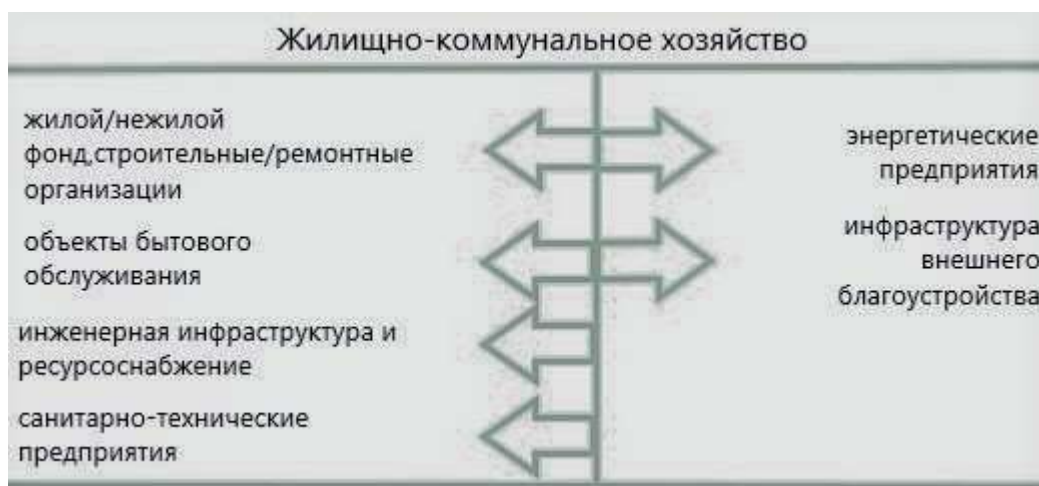 Жилищно-коммунальное хозяйство
жилой/нежилой
фонд,строительные/ремонтные
организации
объекты бытового
обслуживания
инженерная инфраструктура и
ресурсоснабжение
санитарно-технические
предприятия
энергетические
предприятия
инфраструктура
внешнего
благоустройства